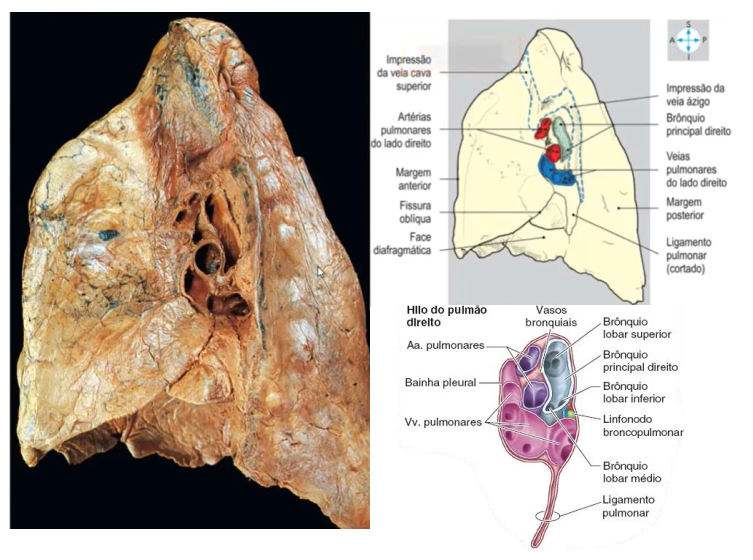 S
A
P
I
Impressão
da veia cava
superior
Artérias
pulmonares
do lado direito
Margem
anterior
Fissura
oblíqua
Face
diafragmática
Impressão da
veia ázigo
Brônquio
principal direito
Veias
pulmonares
do lado direito
Margem
posterior
Ligamento
pulmonar
(cortado)
Hilo do pulmão
direito
Vasos
bronquiais
Aa. pulmonares
Bainha pleural
Vv. pulmonares
Brônquio
lobar superior
Brônquio
principal direito
Brônquio
lobar inferior
Linfonodo
broncopulmonar
Brônquio
lobar médio
Ligamento
pulmonar